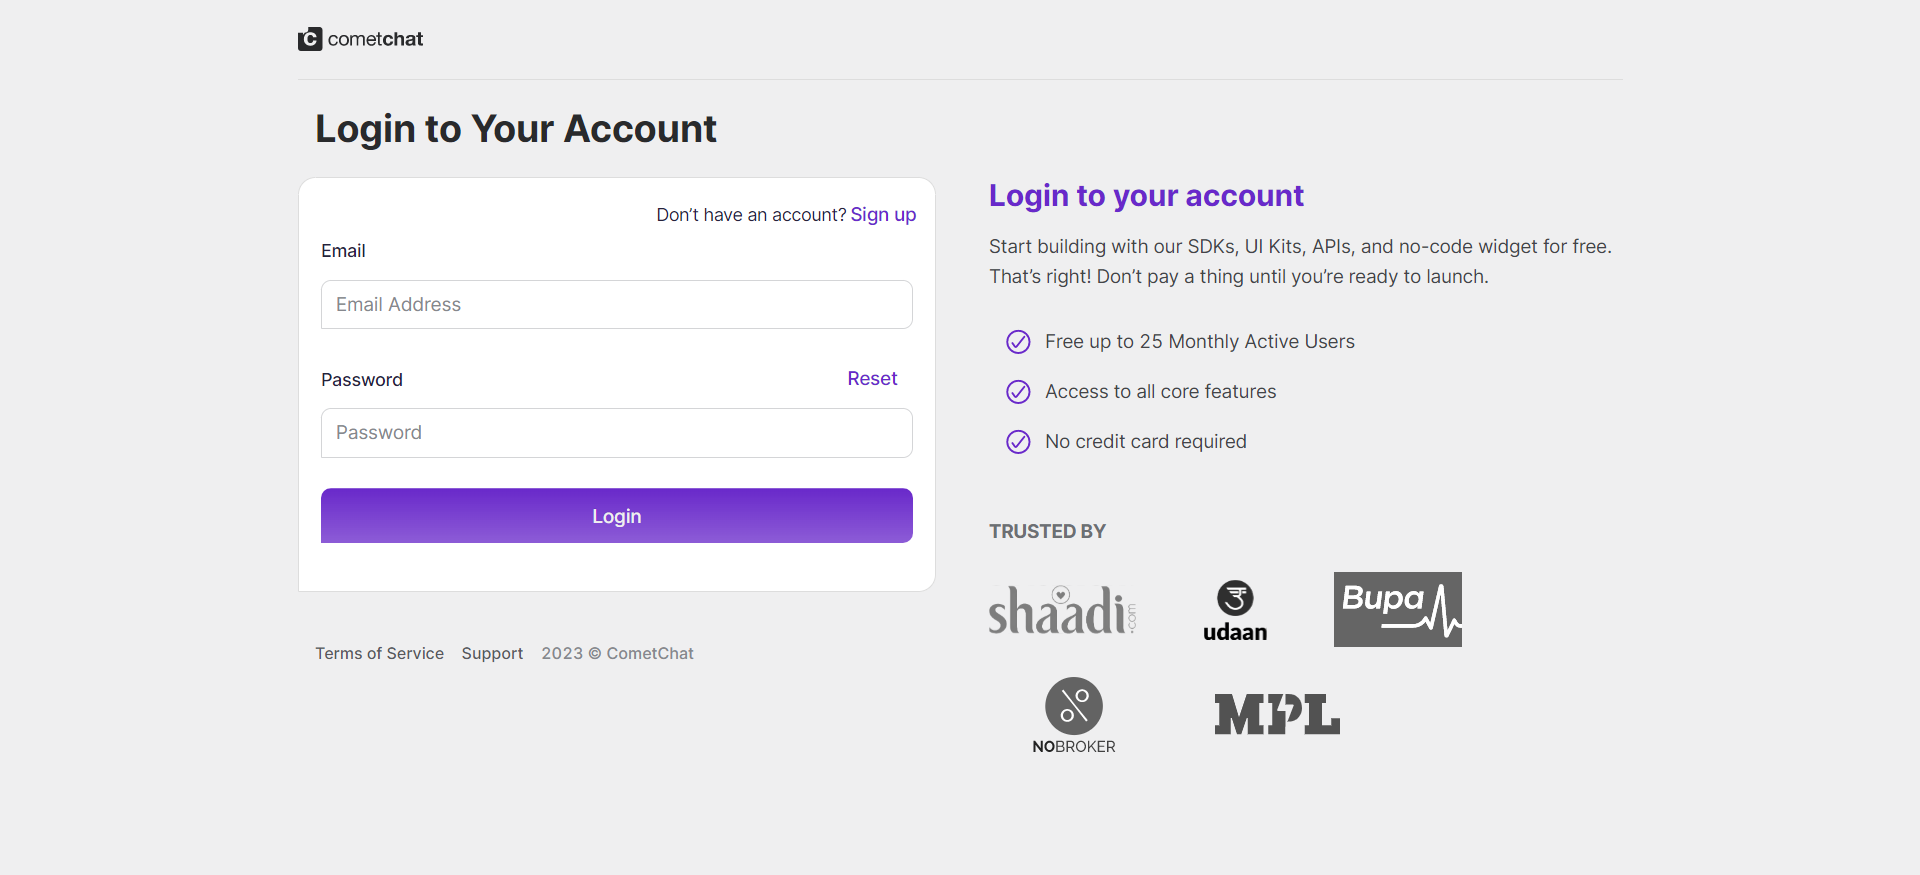 cometchat
Login to Your Account
Don’t have an account? Sign up
Email
Email Address
Password
Reset
Password
Login
Terms of Service
Support
2023 © CometChat
Login to your account
Start building with our SDKs, UI Kits, APIs, and no-code widget for free.
That’s right! Don’t pay a thing until you’re ready to launch.
Free up to 25 Monthly Active Users
Access to all core features
No credit card required
TRUSTED BY
shaadi.com
उ
udaan
Bupa
NOBROKER
MPL